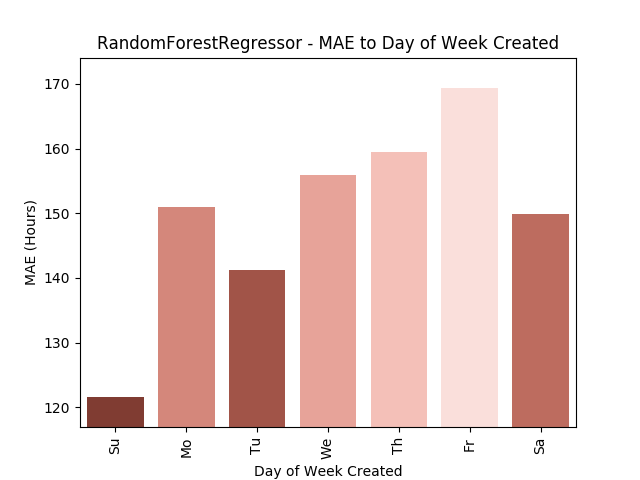 RandomForestRegressor - MAE to Day of Week Created
170
160
150
140
130
120
MAE (Hours)
Su
Mo
Tu
We
Th
Fr
Sa
Day of Week Created